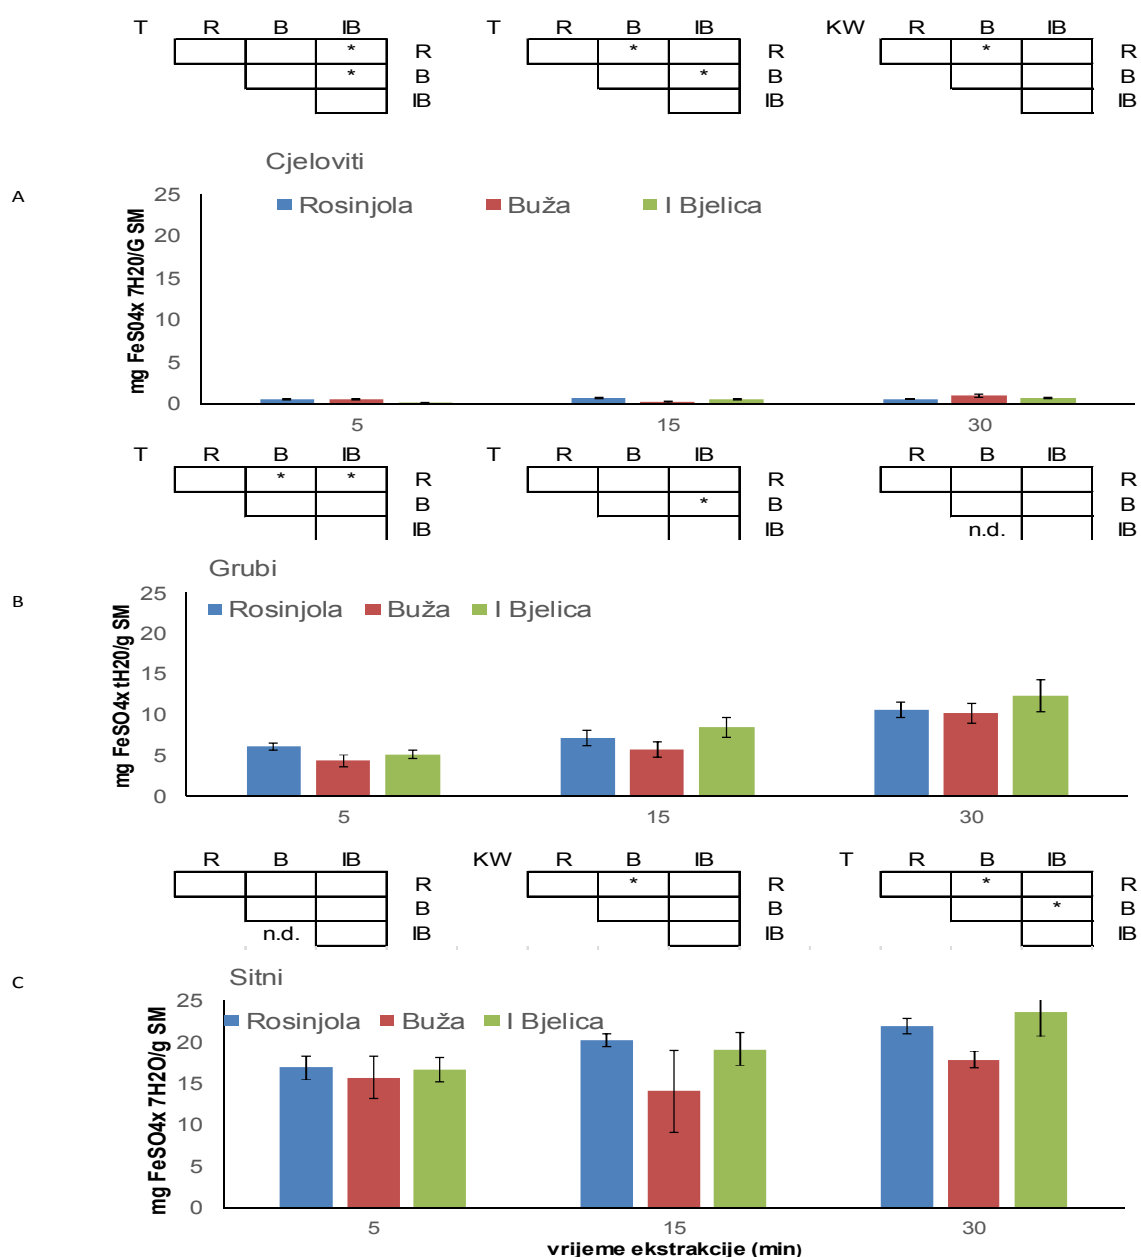 T R B IB T R B IB KW R B IB
* R * R * R
* B * B B
IB IB IB
Cjeloviti
A
Rosinjola Buža I Bjelica
25
20
15
10
5
0
mg FeS04x 7H20/G SM
5 15 30
T R B IB T R B IB R B IB
* * R R R
B * B B
IB IB n.d. IB
Grubi
B
Rosinjola Buža I Bjelica
25
20
15
10
5
0
mg FeSO4x tH20/g SM
5 15 30
R B IB KW R B IB T R B IB
R * R * R
B B * B
n.d. IB IB IB
Sitni
C
Rosinjola Buža I Bjelica
25
20
15
10
5
0
mg FeSO4x 7H2O/g SM
5 15 30
vrijeme ekstrakcije (min)